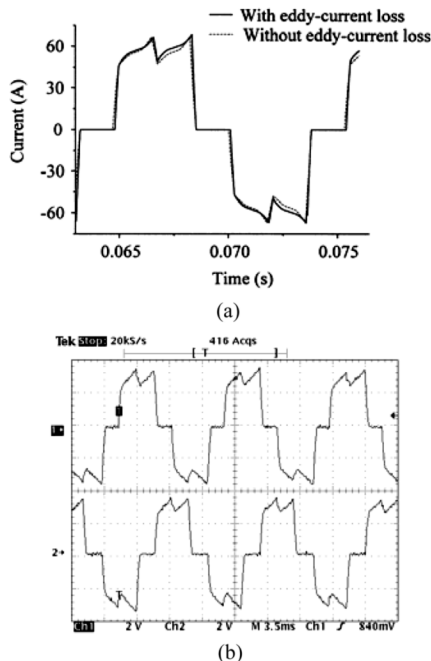 With eddy-current loss
Without eddy-current loss
Current (A)
60
30
0
-30
-60
0.065
0.070
0.075
Time (s)
(a)
Tek Stop: 20kS/s 416 Acqs
[ T ]
1
2
T
Ch1 2 V Ch2 2 V M 3.5ms Ch1 840mV
(b)